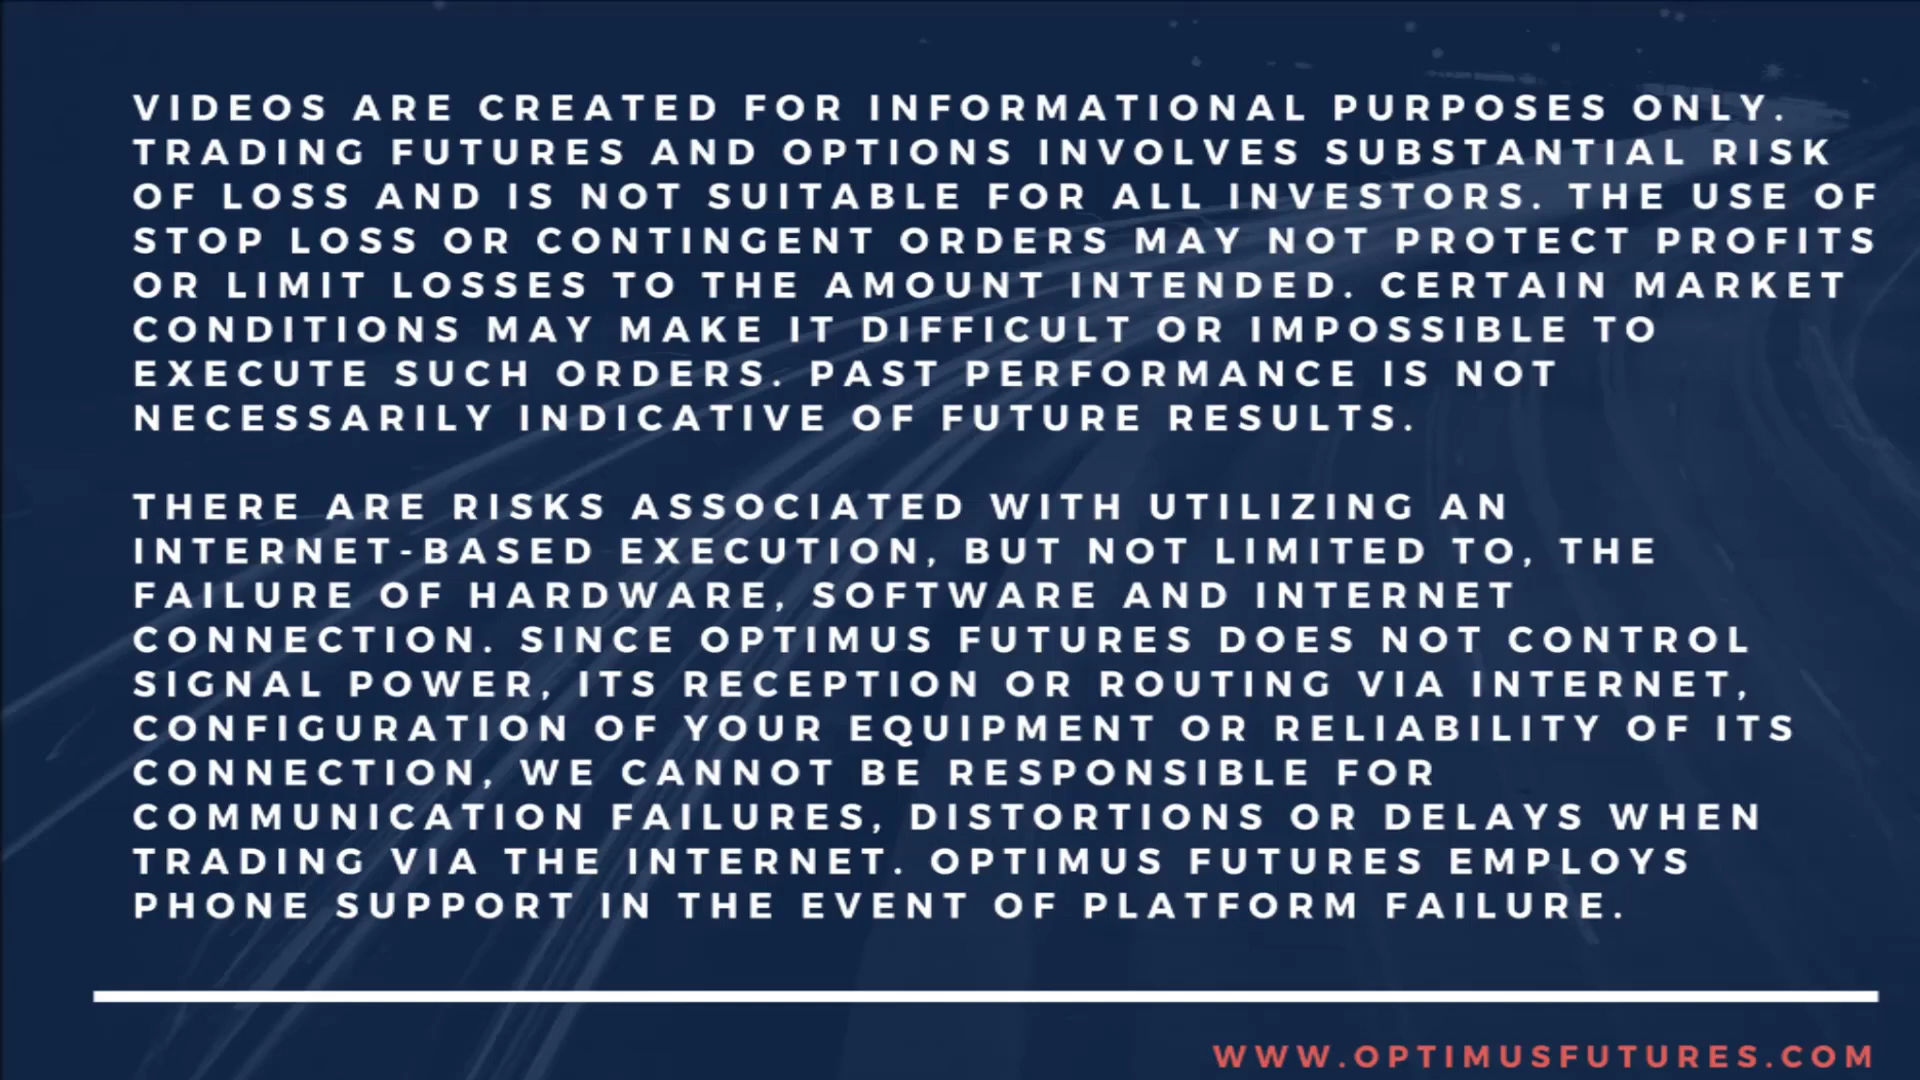 VIDEOS ARE CREATED FOR INFORMATIONAL PURPOSES ONLY.
TRADING FUTURES AND OPTIONS INVOLVES SUBSTANTIAL RISK
OF LOSS AND IS NOT SUITABLE FOR ALL INVESTORS. THE USE OF
STOP LOSS OR CONTINGENT ORDERS MAY NOT PROTECT PROFITS
OR LIMIT LOSSES TO THE AMOUNT INTENDED. CERTAIN MARKET
CONDITIONS MAY MAKE IT DIFFICULT OR IMPOSSIBLE TO
EXECUTE SUCH ORDERS. PAST PERFORMANCE IS NOT
NECESSARILY INDICATIVE OF FUTURE RESULTS.
THERE ARE RISKS ASSOCIATED WITH UTILIZING AN
INTERNET-BASED EXECUTION, BUT NOT LIMITED TO, THE
FAILURE OF HARDWARE, SOFTWARE AND INTERNET
CONNECTION. SINCE OPTIMUS FUTURES DOES NOT CONTROL
SIGNAL POWER, ITS RECEPTION OR ROUTING VIA INTERNET,
CONFIGURATION OF YOUR EQUIPMENT OR RELIABILITY OF ITS
CONNECTION, WE CANNOT BE RESPONSIBLE FOR
COMMUNICATION FAILURES, DISTORTIONS OR DELAYS WHEN
TRADING VIA THE INTERNET. OPTIMUS FUTURES EMPLOYS
PHONE SUPPORT IN THE EVENT OF PLATFORM FAILURE.
WWW.OPTIMUSFUTURES.COM